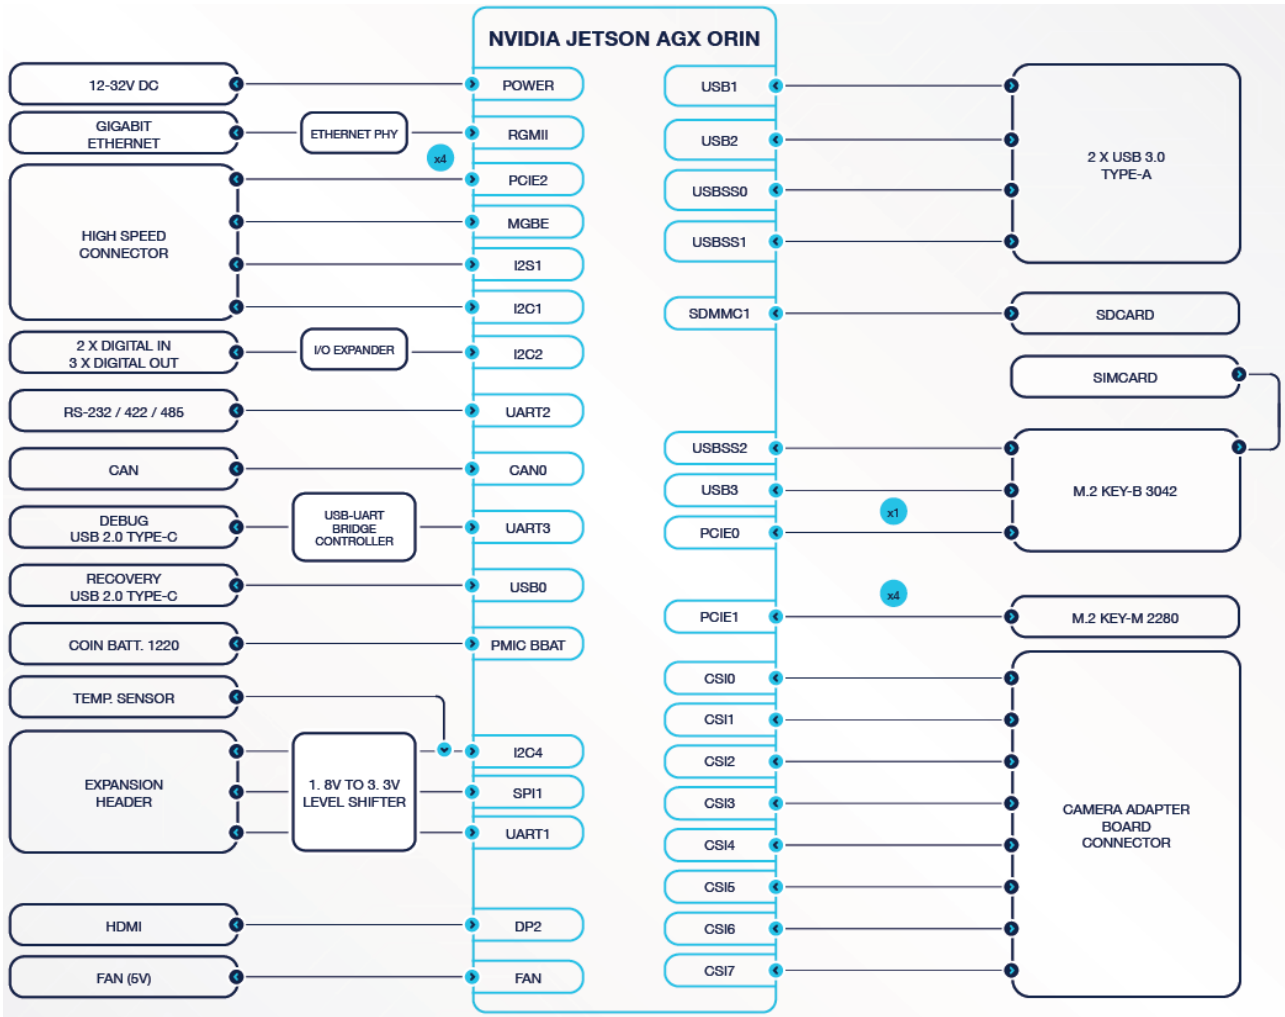 NVIDIA JETSON AGX ORIN
12-32V DC
POWER
GIGABIT
ETHERNET
ETHERNET PHY
RGMII
x4
HIGH SPEED
CONNECTOR
PCIE2
MGBE
I2S1
I2C1
2 X DIGITAL IN
3 X DIGITAL OUT
I/O EXPANDER
I2C2
RS-232 / 422 / 485
UART2
CAN
CAN0
DEBUG
USB 2.0 TYPE-C
USB-UART
BRIDGE
CONTROLLER
UART3
RECOVERY
USB 2.0 TYPE-C
USB0
COIN BATT. 1220
PMIC BBAT
TEMP. SENSOR
EXPANSION
HEADER
1. 8V TO 3. 3V
LEVEL SHIFTER
I2C4
SPI1
UART1
HDMI
DP2
FAN (5V)
FAN
USB1
USB2
USBSS0
USBSS1
2 X USB 3.0
TYPE-A
SDMMC1
SDCARD
SIMCARD
USBSS2
USB3
x1
PCIE0
M.2 KEY-B 3042
x4
PCIE1
M.2 KEY-M 2280
CSI0
CSI1
CSI2
CSI3
CSI4
CSI5
CSI6
CSI7
CAMERA ADAPTER
BOARD
CONNECTOR